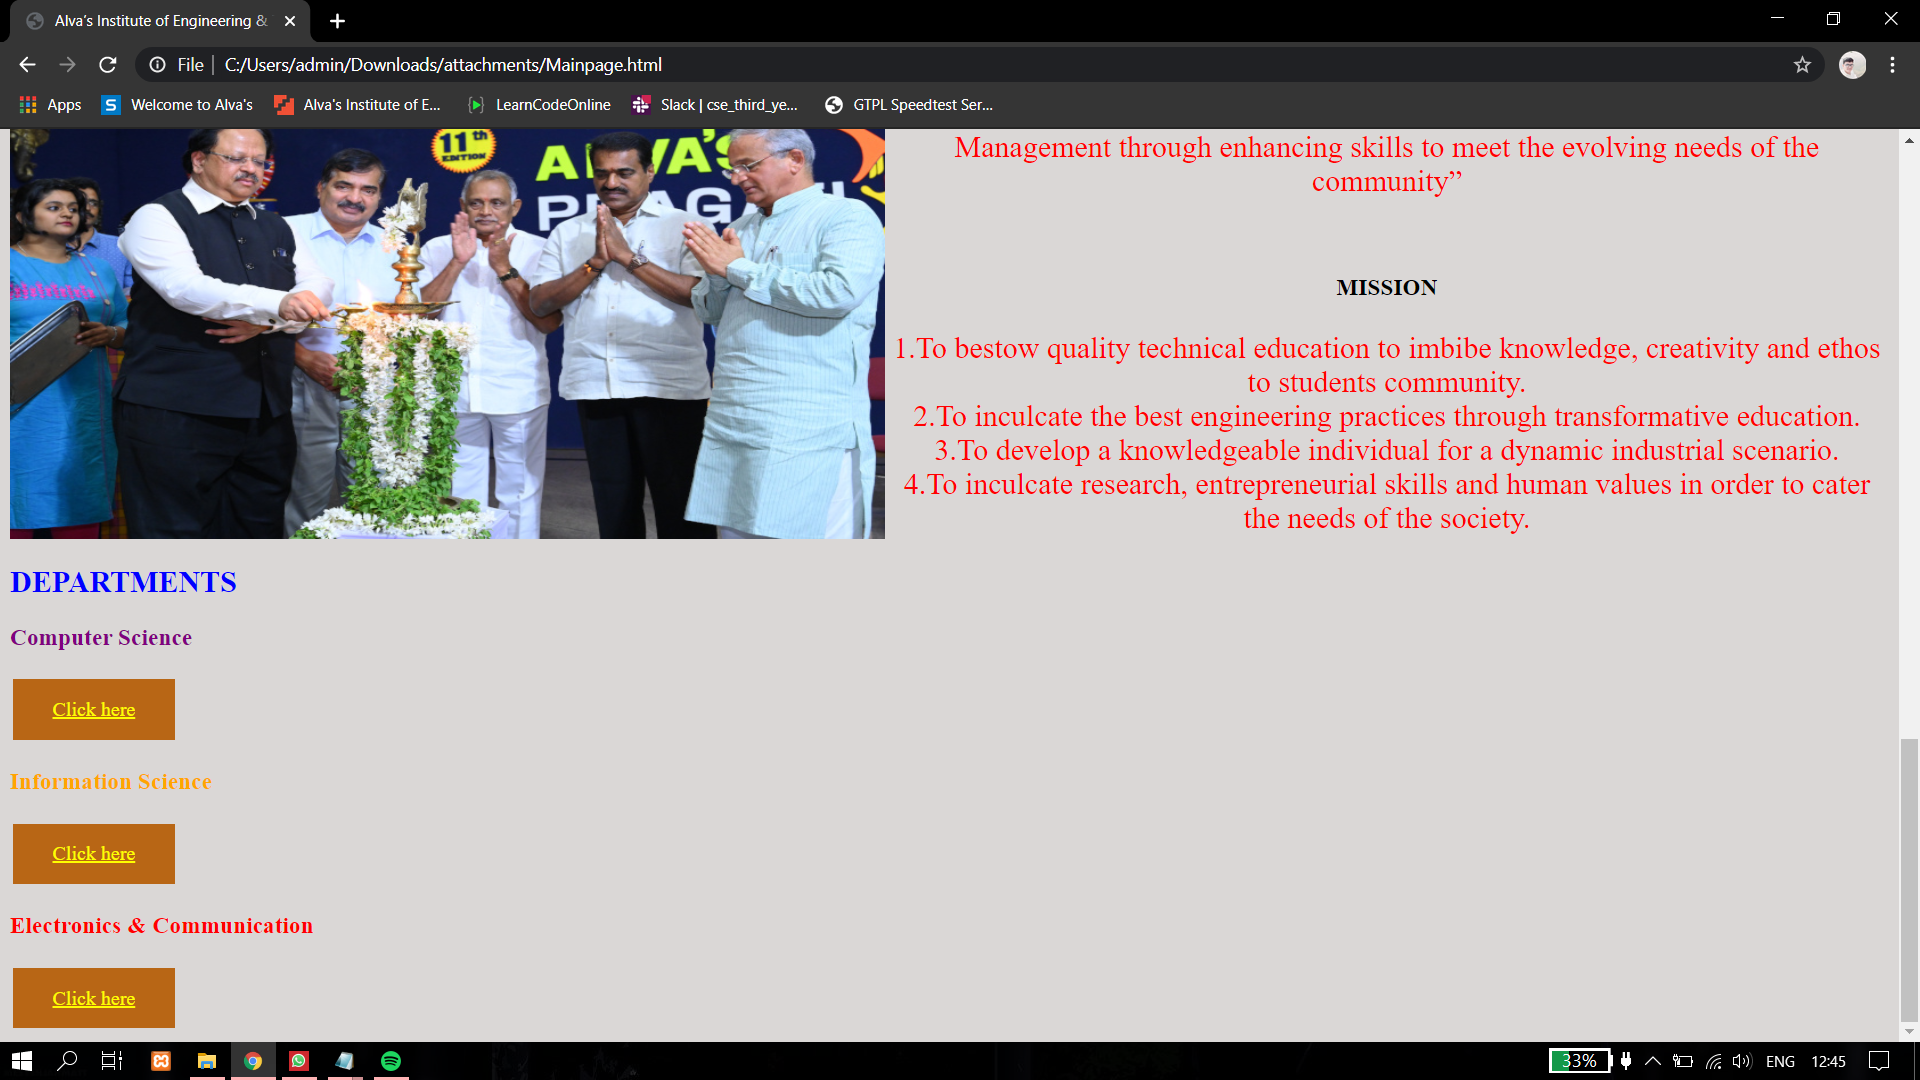 Alva's Institute of Engineering &
File
C:/Users/admin/Downloads/attachments/Mainpage.html
Apps
Welcome to Alva's
Alva's Institute of E...
LearnCodeOnline
Slack | cse_third_ye...
GTPL Speedtest Ser...
11th
EDITION
ALVA'S
Management through enhancing skills to meet the evolving needs of the
community”
MISSION
1.To bestow quality technical education to imbibe knowledge, creativity and ethos
to students community.
2.To inculcate the best engineering practices through transformative education.
3.To develop a knowledgeable individual for a dynamic industrial scenario.
4.To inculcate research, entrepreneurial skills and human values in order to cater
the needs of the society.
DEPARTMENTS
Computer Science
Click here
Information Science
Click here
Electronics & Communication
Click here
33%
ENG
12:45